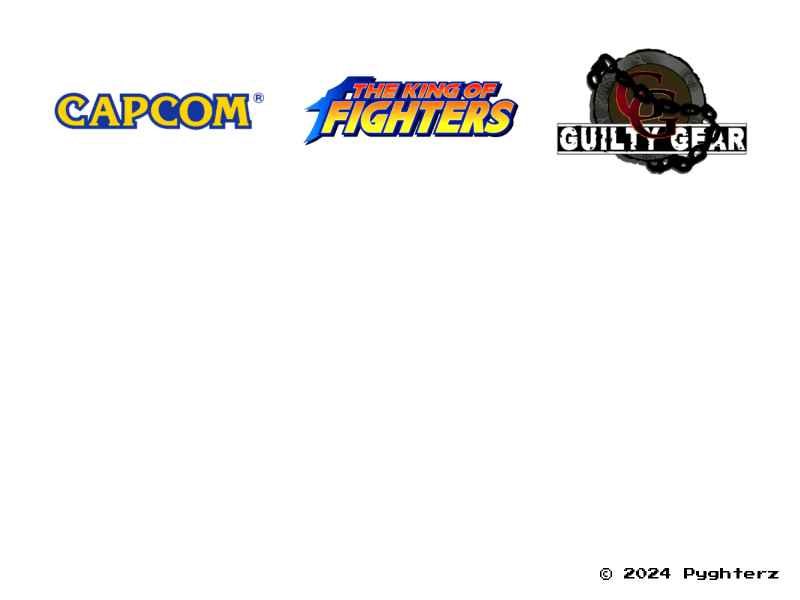 CAPCOM®
THE KING OF
FIGHTERS
GG
GUILTY GEAR
© 2024 Pyghterz